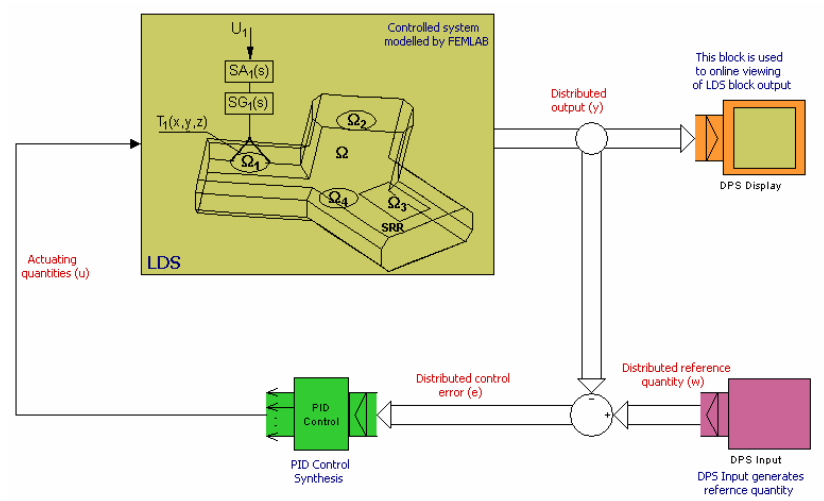 Controlled system
modelled by FEMLAB
U1
SA1(s)
SG1(s)
T1(x,y,z)
Ω1
Ω2
Ω
Ω4
Ω3
SRR
LDS
This block is used
to online viewing
of LDS block output
Distributed
output (y)
DPS Display
Actuating
quantities (u)
Distributed control
error (e)
Distributed reference
quantity (w)
-
+
PID
Control
PID Control
Synthesis
DPS Input
DPS Input generates
refernce quantity